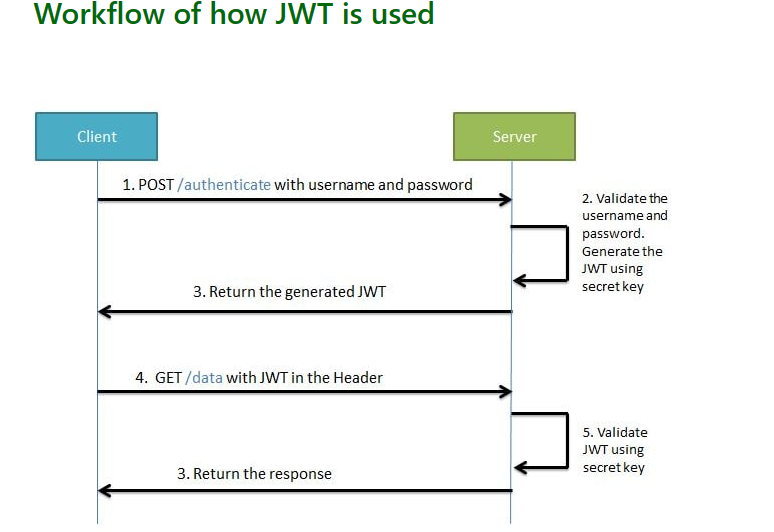 Workflow of how JWT is used
Client
Server
1. POST /authenticate with username and password
2. Validate the
username and
password.
Generate the
JWT using
secret key
3. Return the generated JWT
4. GET /data with JWT in the Header
5. Validate
JWT using
secret key
3. Return the response